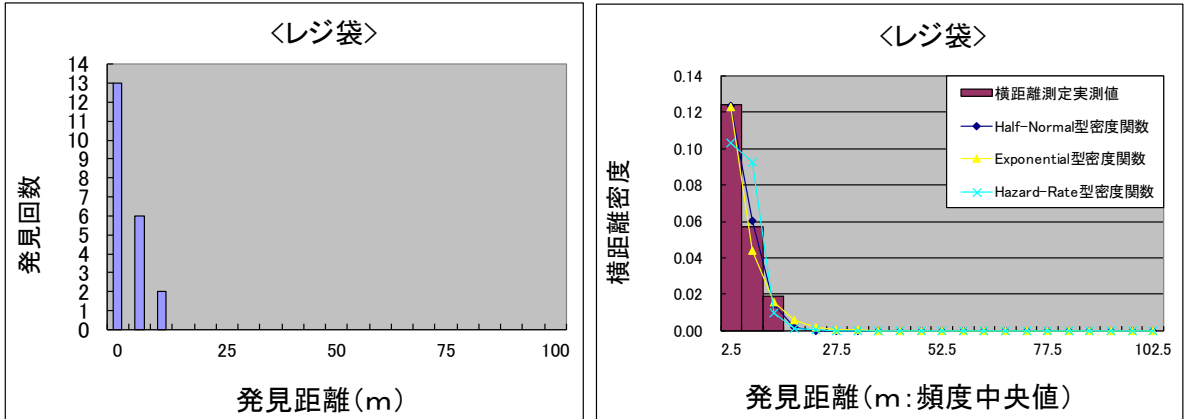 <レジ袋>
発見回数
14
13
12
11
10
9
8
7
6
5
4
3
2
1
0
0 25 50 75 100
発見距離(m)
<レジ袋>
横距離密度
0.14
0.12
0.10
0.08
0.06
0.04
0.02
0.00
横距離測定実測値
Half-Normal型密度関数
Exponential型密度関数
Hazard-Rate型密度関数
2.5 27.5 52.5 77.5 102.5
発見距離(m:頻度中央値)